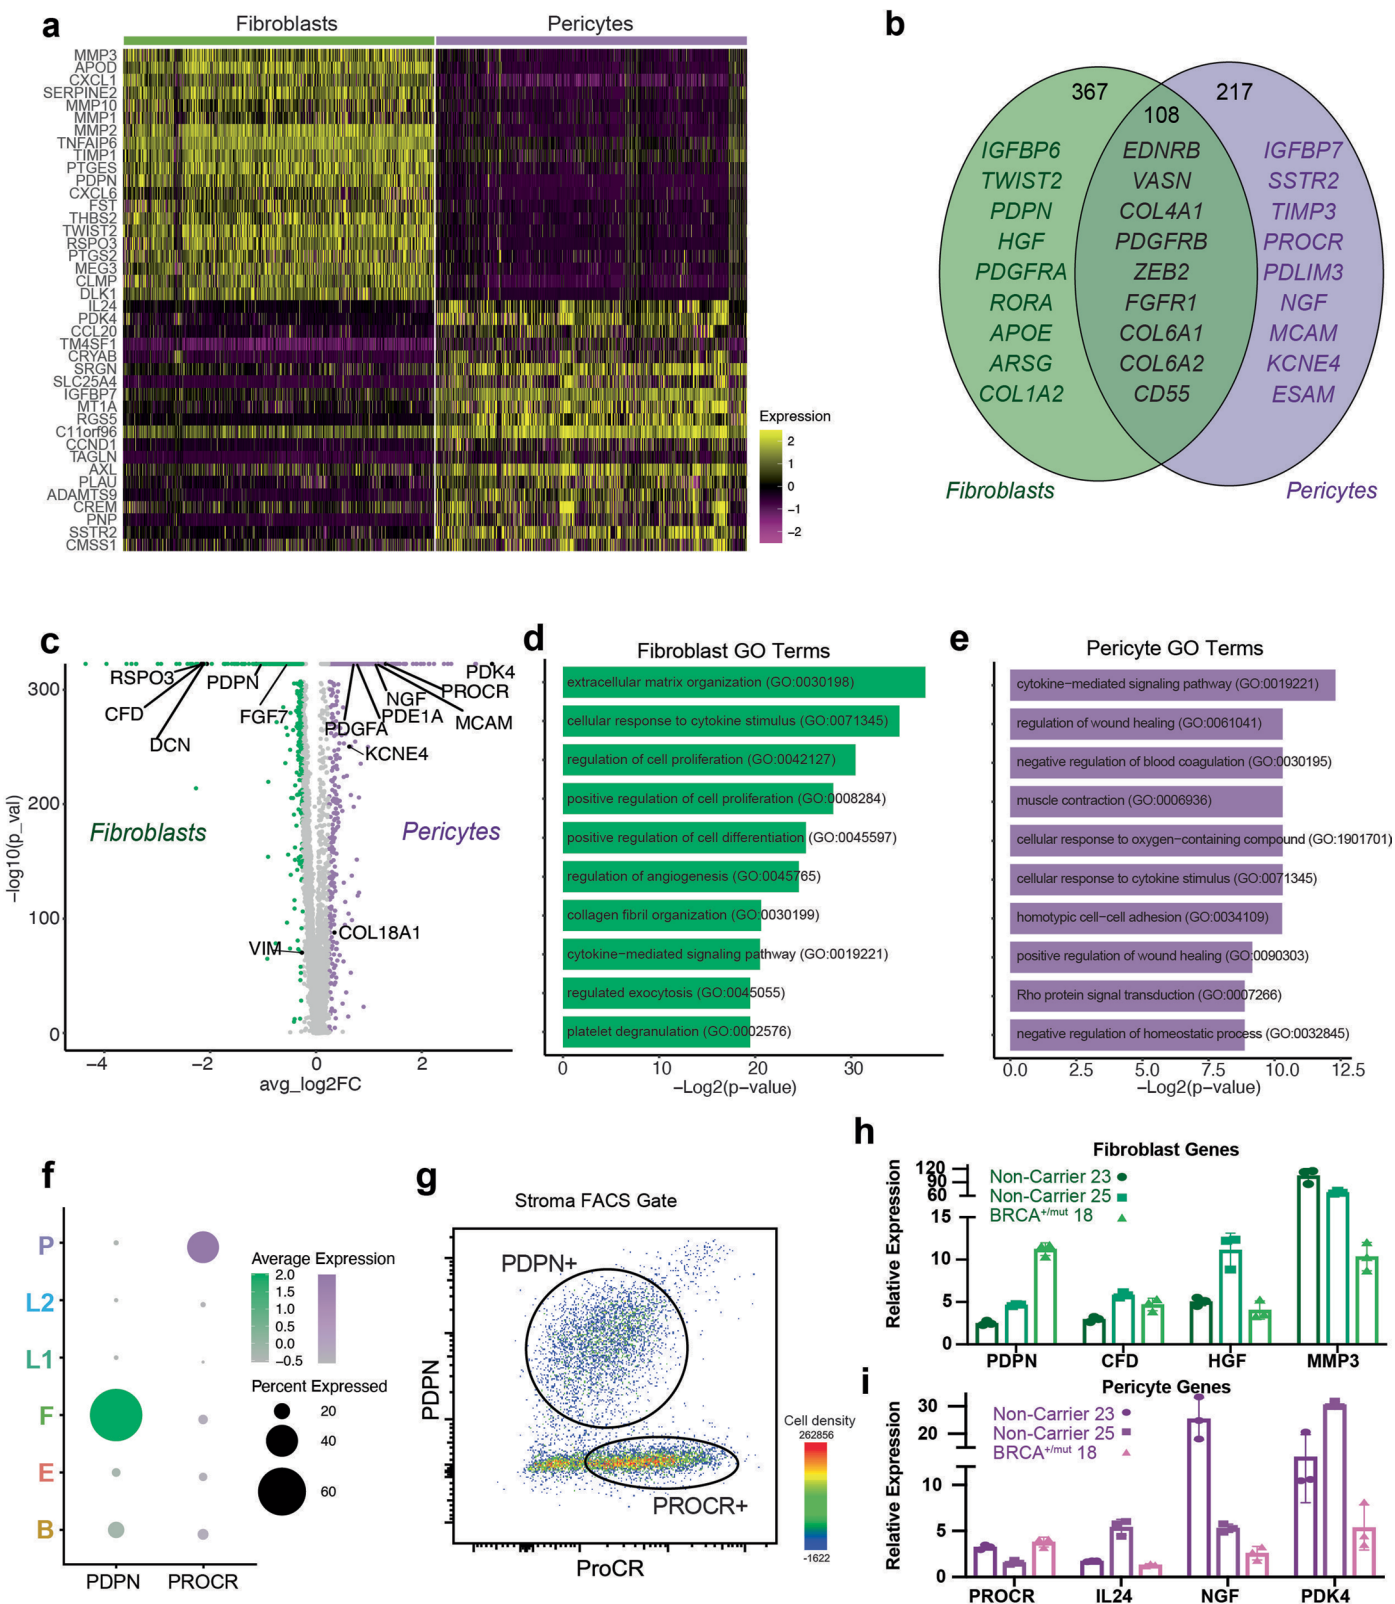 a
Fibroblasts
Pericytes
MMP3
APOD
CXCL1
SERPINE2
MMP10
MMP1
MMP2
TNFAIP6
TIMP1
PTGES
PDPN
CXCL6
FST
THBS2
TWIST2
RSPO3
PTGS2
MEG3
CLMP
DLK1
IL24
PDK4
CCL20
TM4SF1
CRYAB
SRGN
SLC25A4
IGFBP7
MT1A
RGS5
C11orf96
CCND1
TAGLN
AXL
PLAU
ADAMTS9
CREM
PNP
SSTR2
CMSS1
Expression
2
1
0
−1
−2
b
367
108
217
IGFBP6 EDNRB IGFBP7
TWIST2 VASN SSTR2
PDPN COL4A1 TIMP3
HGF PDGFRB PROCR
PDGFRA ZEB2 PDLIM3
RORA FGFR1 NGF
APOE COL6A1 MCAM
ARSG COL6A2 KCNE4
COL1A2 CD55 ESAM
Fibroblasts
Pericytes
c
−log10(p_val)
300
200
100
0
RSPO3
CFD
DCN
PDPN
FGF7
PDGFA
NGF
PDE1A
PDK4
PROCR
MCAM
KCNE4
Fibroblasts
Pericytes
VIM
COL18A1
−4 −2 0 2
avg_log2FC
d
Fibroblast GO Terms
extracellular matrix organization (GO:0030198)
cellular response to cytokine stimulus (GO:0071345)
regulation of cell proliferation (GO:0042127)
positive regulation of cell proliferation (GO:0008284)
positive regulation of cell differentiation (GO:0045597)
regulation of angiogenesis (GO:0045765)
collagen fibril organization (GO:0030199)
cytokine−mediated signaling pathway (GO:0019221)
regulated exocytosis (GO:0045055)
platelet degranulation (GO:0002576)
0 10 20 30
−Log2(p−value)
e
Pericyte GO Terms
cytokine−mediated signaling pathway (GO:0019221)
regulation of wound healing (GO:0061041)
negative regulation of blood coagulation (GO:0030195)
muscle contraction (GO:0006936)
cellular response to oxygen−containing compound (GO:1901701)
cellular response to cytokine stimulus (GO:0071345)
homotypic cell−cell adhesion (GO:0034109)
positive regulation of wound healing (GO:0090303)
Rho protein signal transduction (GO:0007266)
negative regulation of homeostatic process (GO:0032845)
0.0 2.5 5.0 7.5 10.0 12.5
−Log2(p−value)
f
P
L2
L1
F
E
B
PDPN PROCR
Average Expression
2.0
1.5
1.0
0.5
0.0
−0.5
Percent Expressed
20
40
60
g
Stroma FACS Gate
PDPN+
PROCR+
PDPN
ProCR
Cell density
262856
-1622
h
Fibroblast Genes
Relative Expression
120
90
60
15
10
5
0
Non-Carrier 23
Non-Carrier 25
BRCA+/mut 18
PDPN CFD HGF MMP3
i
Pericyte Genes
Relative Expression
30
20
10
5
0
Non-Carrier 23
Non-Carrier 25
BRCA+/mut 18
PROCR IL24 NGF PDK4